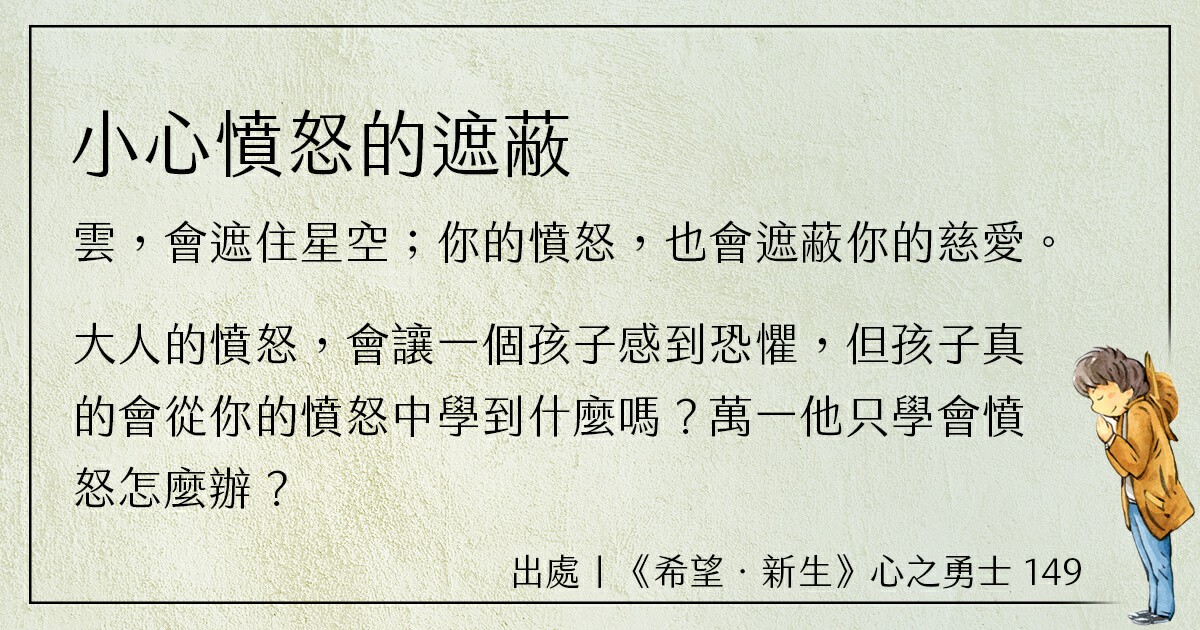 小心憤怒的遮蔽
雲，會遮住星空；你的憤怒，也會遮蔽你的慈愛。
大人的憤怒，會讓一個孩子感到恐懼，但孩子真
的會從你的憤怒中學到什麼嗎？萬一他只學會憤
怒怎麼辦？
出處｜《希望．新生》心之勇士 149